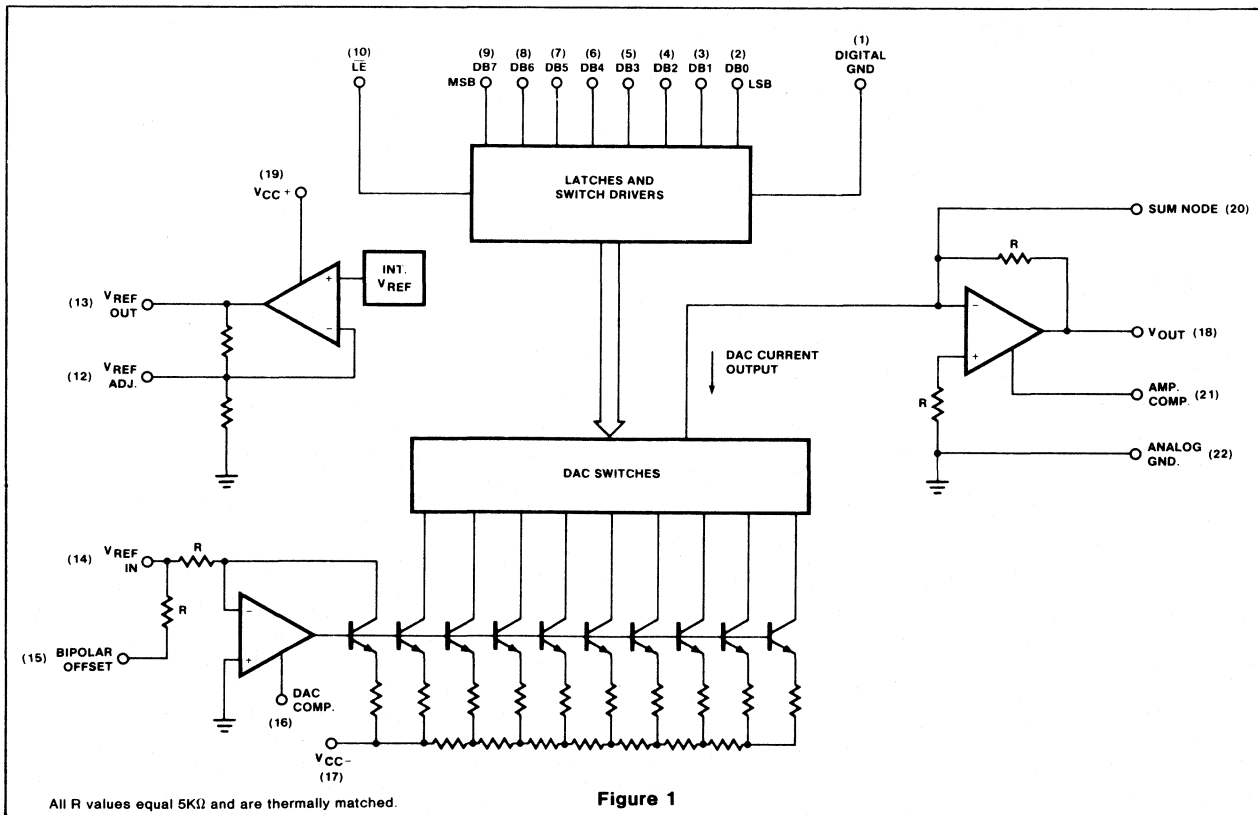 (10)
LE
(9) (8) (7) (6) (5) (4) (3) (2)
DB7 DB6 DB5 DB4 DB3 DB2 DB1 DB0
MSB
LSB
(1)
DIGITAL
GND
LATCHES AND
SWITCH DRIVERS
(19)
VCC +
INT.
VREF
+
−
(13) VREF
OUT
(12) VREF
ADJ.
SUM NODE (20)
R
−
+
VOUT (18)
DAC CURRENT
OUTPUT
R
AMP.
COMP. (21)
ANALOG
GND. (22)
DAC SWITCHES
(14) VREF
IN
R
R
−
+
(15) BIPOLAR
OFFSET
DAC
COMP.
(16)
VCC−
(17)
All R values equal 5KΩ and are thermally matched.
Figure 1